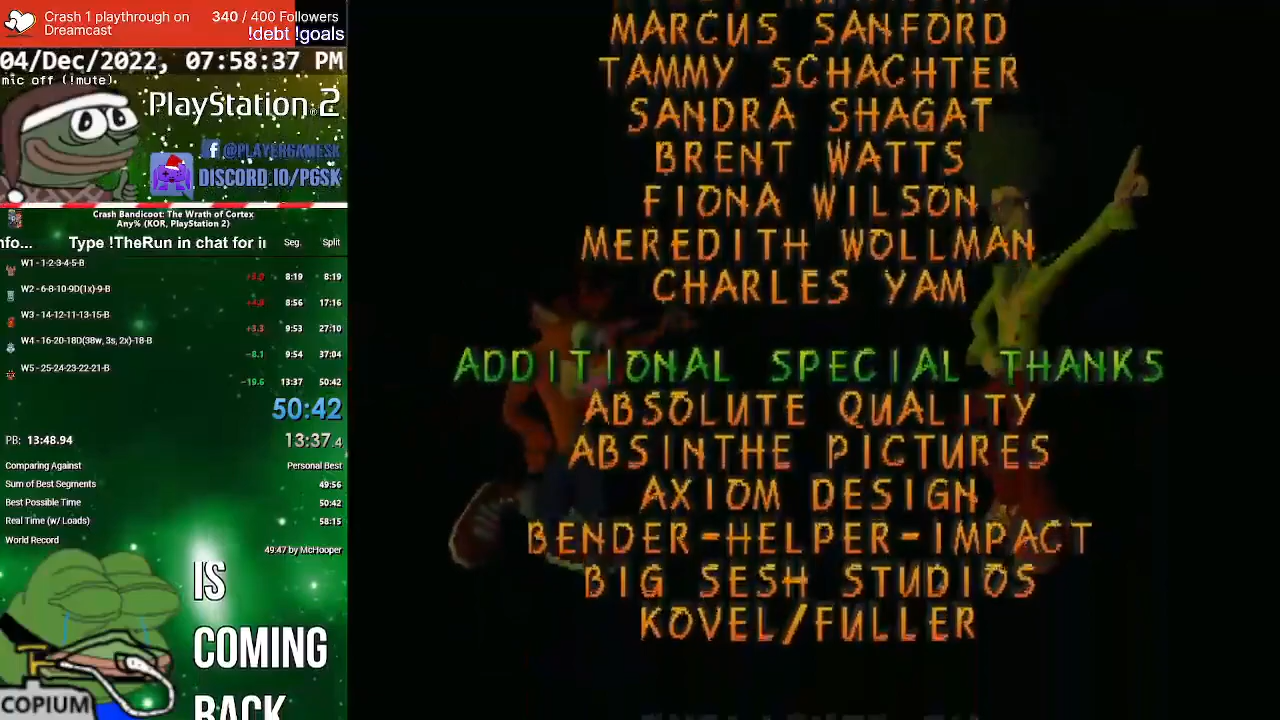 Crash 1 playthrough on
Dreamcast
340 / 400 Followers
!debt !goals
04/Dec/2022, 07:58:37 PM
mic off (!mute)
PlayStation 2
@PLAYERGAMESK
DISCORD.IO/PGSK
Crash Bandicoot: The Wrath of Cortex
Any% (KOR, PlayStation 2)
nfo... Type !TheRun in chat for in
Seg. Split
W1 - 1-2-3-4-5-B
+8:19 8:19
W2 - 6-8-10-9D(1x)-9-B
8:56 17:16
W3 - 14-12-11-13-15-B
+3.3 9:53 27:10
W4 - 16-20-18D(38w, 3s, 2x)-18-B
-8.1 9:54 37:04
W5 - 25-24-23-22-21-B
-19.6 13:37 50:42
50:42
PB: 13:48.94 13:37.4
Comparing Against Personal Best
Sum of Best Segments 49:56
Best Possible Time 50:42
Real Time (w/ Loads) 58:15
World Record 49:47 by McHooper
IS
COMING
BACK
COPIUM
MARCUS SANFORD
TAMMY SCHACHTER
SANDRA SHAGAT
BRENT WATTS
FIONA WILSON
MEREDITH WOLLMAN
CHARLES YAM
ADDITIONAL SPECIAL THANKS
ABSOLUTE QUALITY
ABSINTHE PICTURES
AXIOM DESIGN
BENDER-HELPER-IMPACT
BIG SESH STUDIOS
KOVEL/FULLER